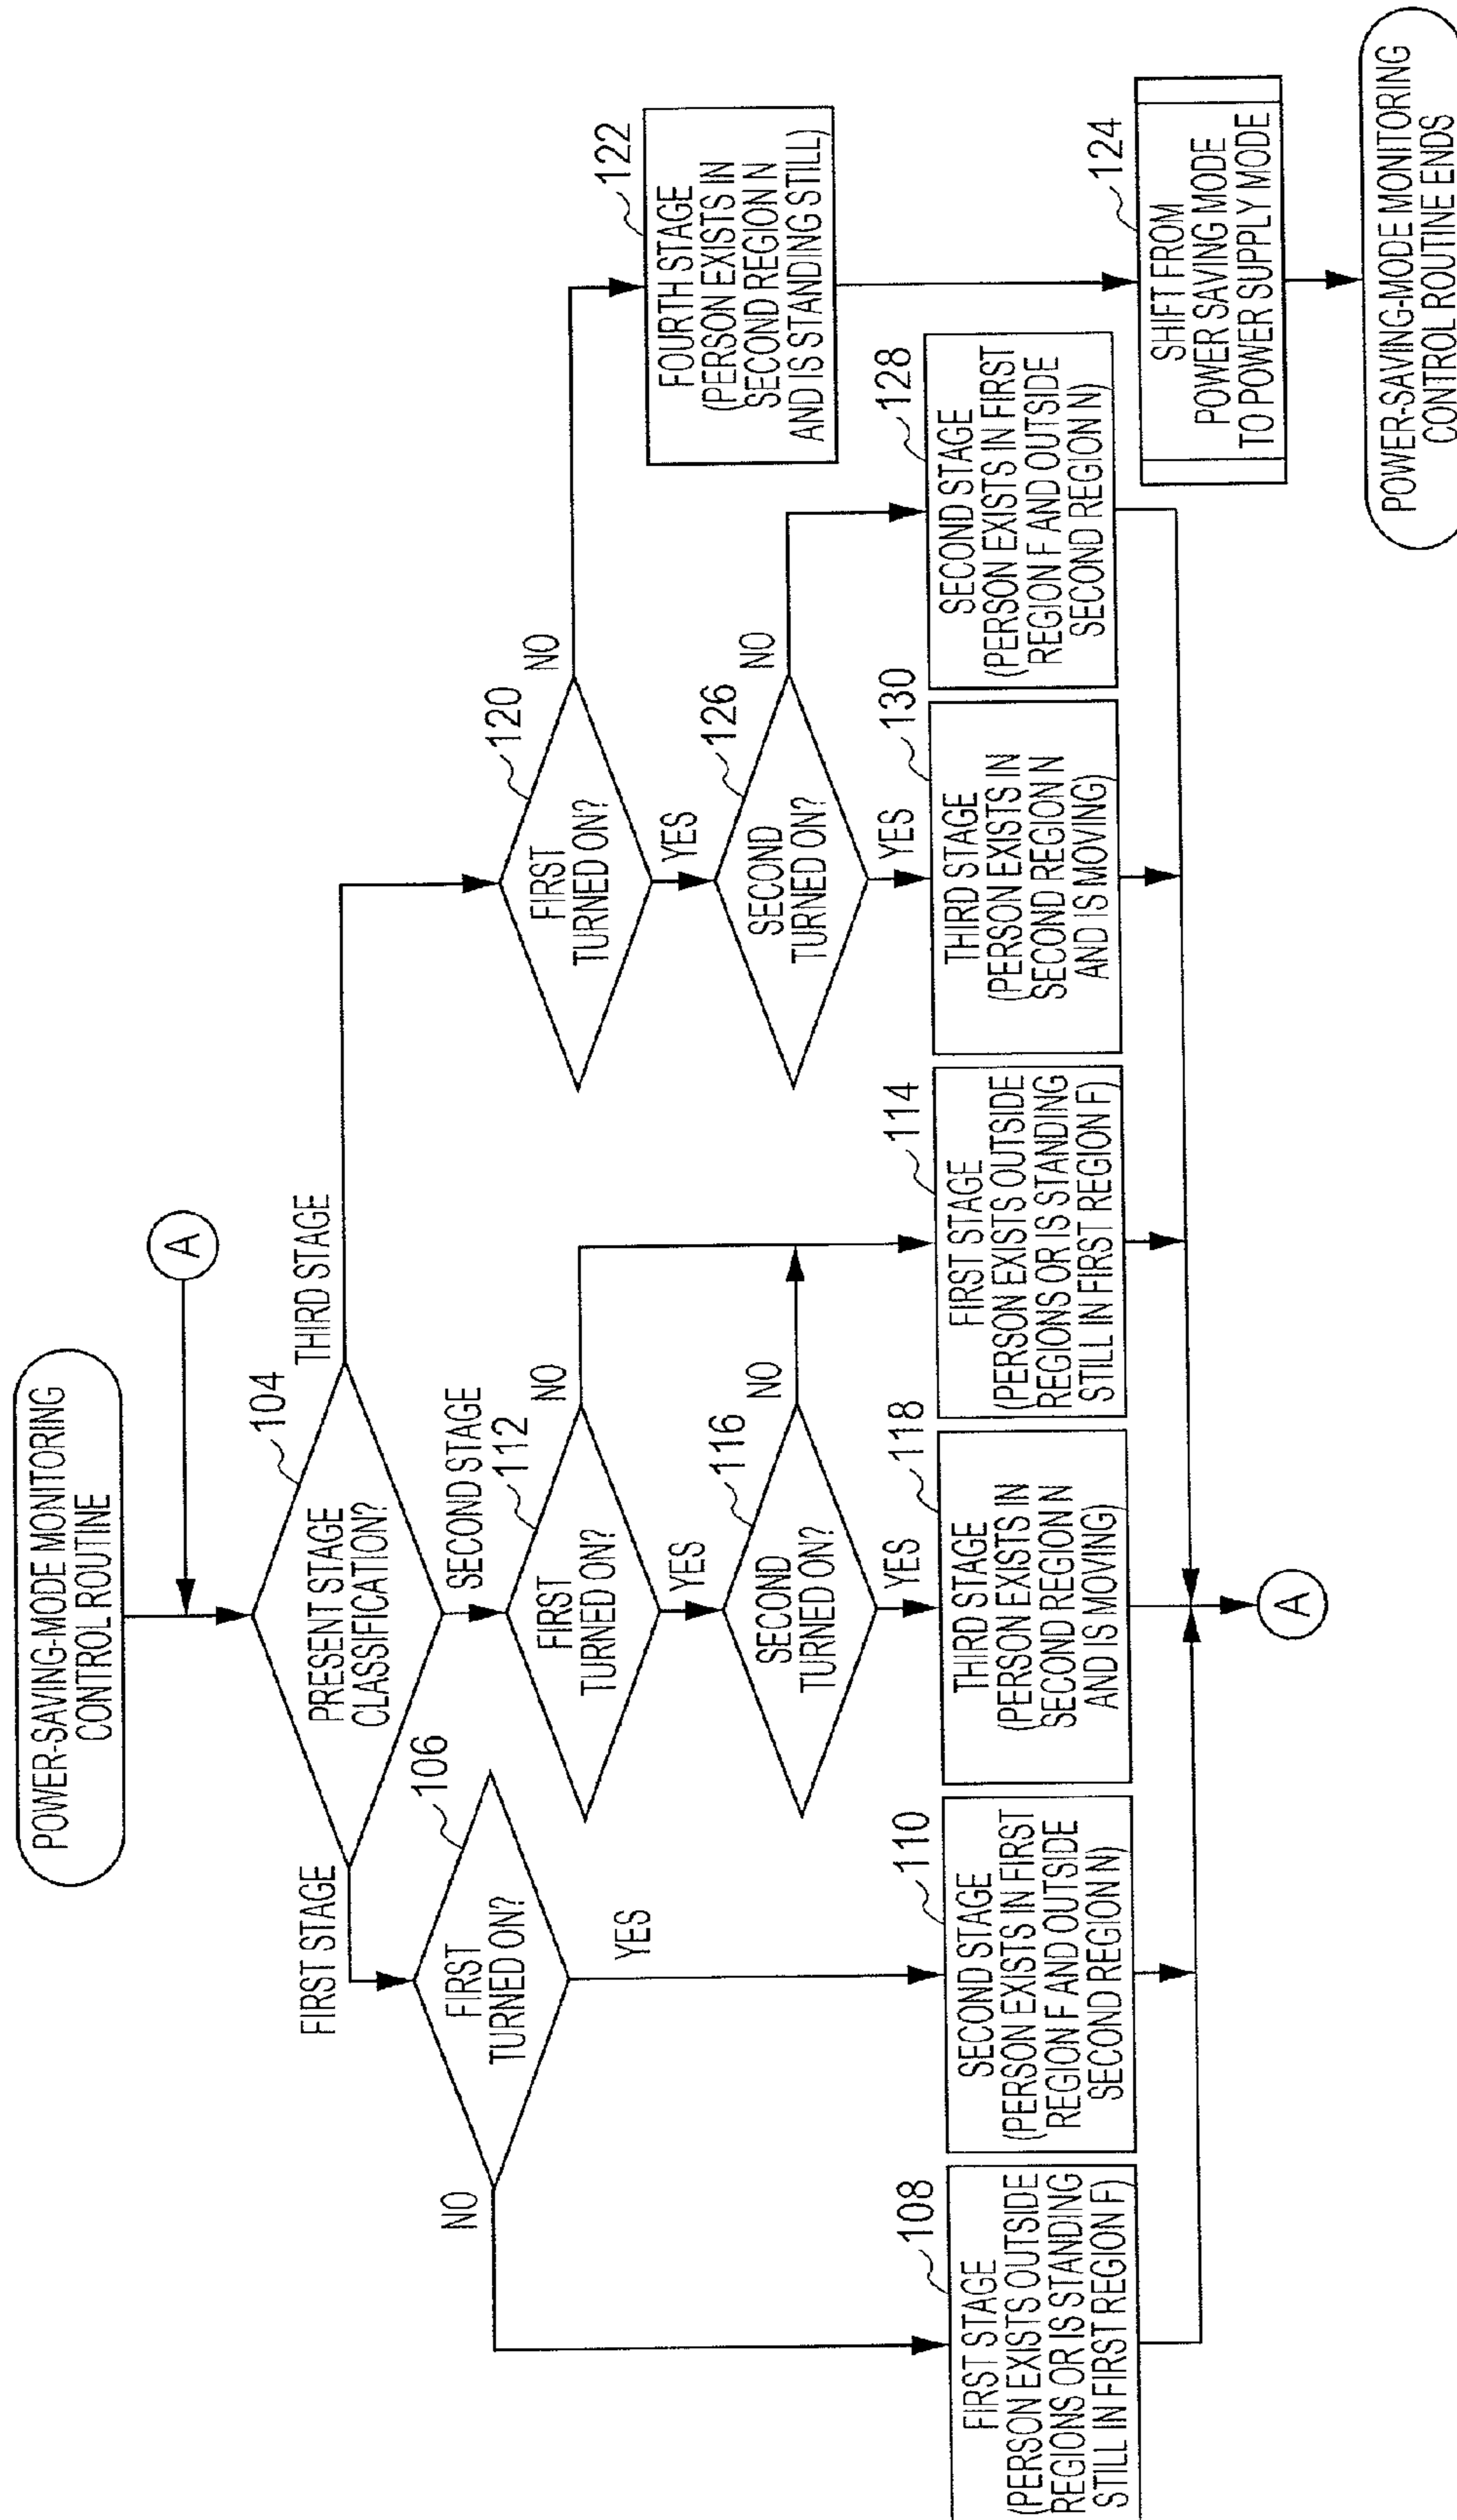 POWER-SAVING-MODE MONITORING
CONTROL ROUTINE
A
104
PRESENT STAGE
CLASSIFICATION?
FIRST STAGE
SECOND STAGE
THIRD STAGE
106
FIRST
TURNED ON?
NO
YES
108
FIRST STAGE
(PERSON EXISTS OUTSIDE
REGIONS OR IS STANDING
STILL IN FIRST REGION F)
110
SECOND STAGE
(PERSON EXISTS IN FIRST
REGION F AND OUTSIDE
SECOND REGION N)
112
FIRST
TURNED ON?
NO
YES
116
SECOND
TURNED ON?
NO
YES
118
THIRD STAGE
(PERSON EXISTS IN
SECOND REGION N
AND IS MOVING)
114
FIRST STAGE
(PERSON EXISTS OUTSIDE
REGIONS OR IS STANDING
STILL IN FIRST REGION F)
120
FIRST
TURNED ON?
NO
YES
126
SECOND
TURNED ON?
NO
YES
130
THIRD STAGE
(PERSON EXISTS IN
SECOND REGION N
AND IS MOVING)
128
SECOND STAGE
(PERSON EXISTS IN FIRST
REGION F AND OUTSIDE
SECOND REGION N)
122
FOURTH STAGE
(PERSON EXISTS IN
SECOND REGION N
AND IS STANDING STILL)
124
SHIFT FROM
POWER SAVING MODE
TO POWER SUPPLY MODE
POWER-SAVING-MODE MONITORING
CONTROL ROUTINE ENDS
A